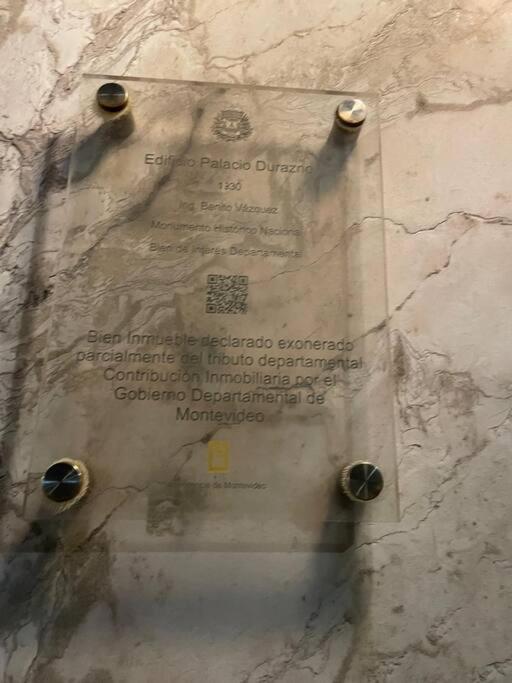 Edificio Palacio Durazno
1930
Ing. Benito Vázquez
Monumento Histórico Nacional
Bien de Interés Departamental
Bien Inmueble declarado exonerado
parcialmente del tributo departamental
Contribución Inmobiliaria por el
Gobierno Departamental de
Montevideo
Intendencia de Montevideo